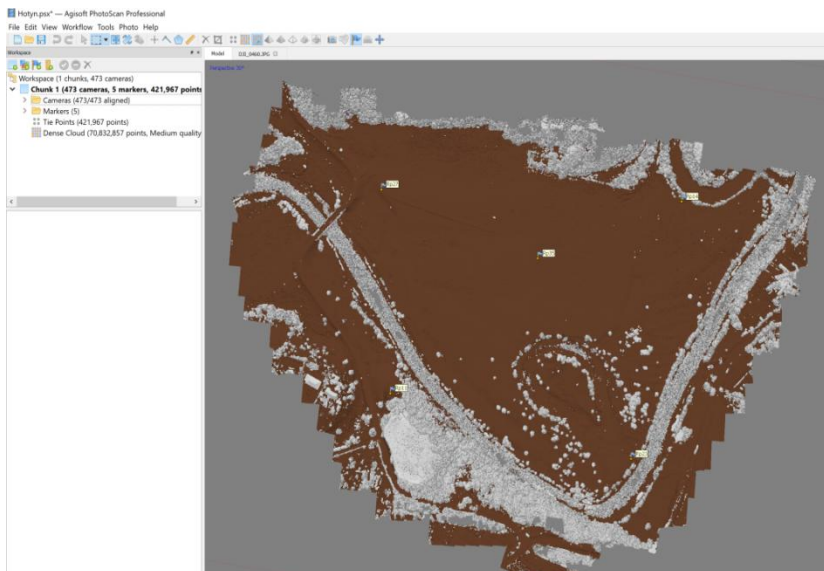 Hotyn.psx* — Agisoft PhotoScan Professional
File Edit View Workflow Tools Photo Help
Workspace
Model DJI_0460.JPG
Perspective 30°
Workspace (1 chunks, 473 cameras)
Chunk 1 (473 cameras, 5 markers, 421,967 points
Cameras (473/473 aligned)
Markers (5)
Tie Points (421,967 points)
Dense Cloud (70,832,857 points, Medium quality